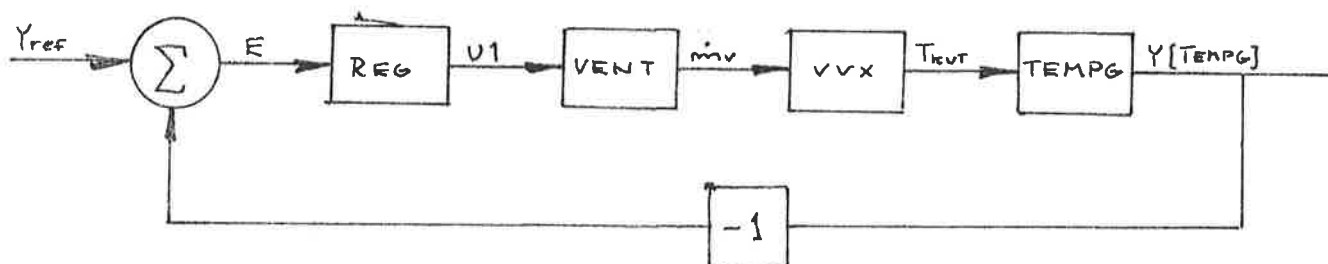 Yref
Σ
E
REG
U1
VENT
ṁv
VVX
Tkut
TEMPG
Y[TEMPG]
-1